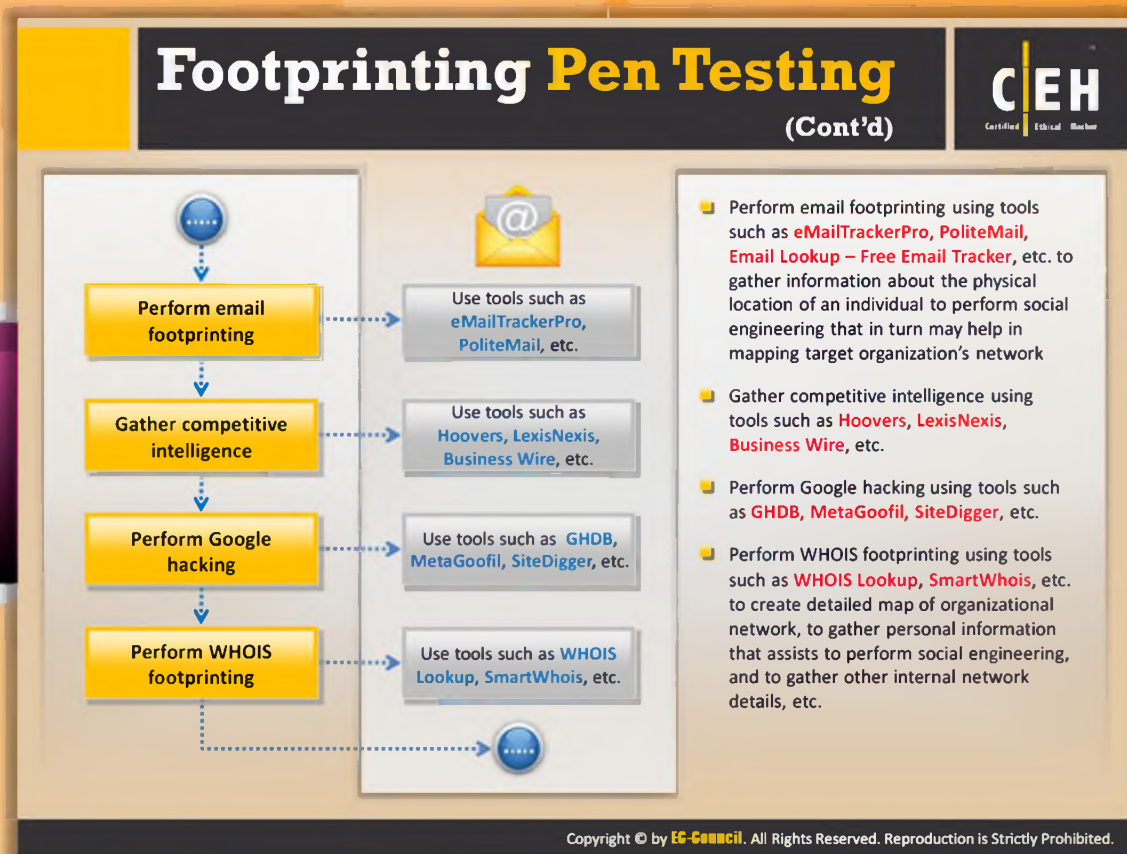 Footprinting Pen Testing
(Cont'd)
C|EH
Certified Ethical Hacker
Perform email
footprinting
Use tools such as
eMailTrackerPro,
PoliteMail, etc.
Gather competitive
intelligence
Use tools such as
Hoovers, LexisNexis,
Business Wire, etc.
Perform Google
hacking
Use tools such as GHDB,
MetaGoofil, SiteDigger, etc.
Perform WHOIS
footprinting
Use tools such as WHOIS
Lookup, SmartWhois, etc.
Perform email footprinting using tools
such as eMailTrackerPro, PoliteMail,
Email Lookup – Free Email Tracker, etc. to
gather information about the physical
location of an individual to perform social
engineering that in turn may help in
mapping target organization's network
Gather competitive intelligence using
tools such as Hoovers, LexisNexis,
Business Wire, etc.
Perform Google hacking using tools such
as GHDB, MetaGoofil, SiteDigger, etc.
Perform WHOIS footprinting using tools
such as WHOIS Lookup, SmartWhois, etc.
to create detailed map of organizational
network, to gather personal information
that assists to perform social engineering,
and to gather other internal network
details, etc.
Copyright © by EC-Council. All Rights Reserved. Reproduction is Strictly Prohibited.